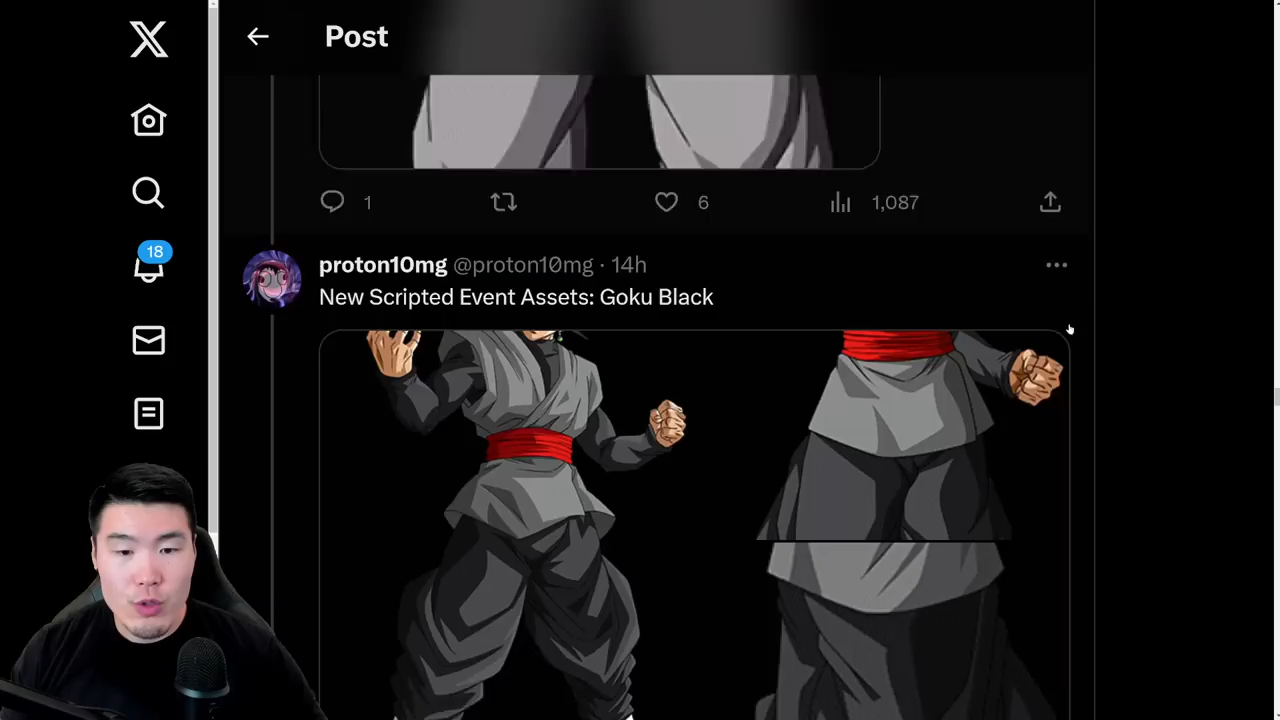 Post
1
6
1,087
18
proton10mg @proton10mg · 14h
New Scripted Event Assets: Goku Black